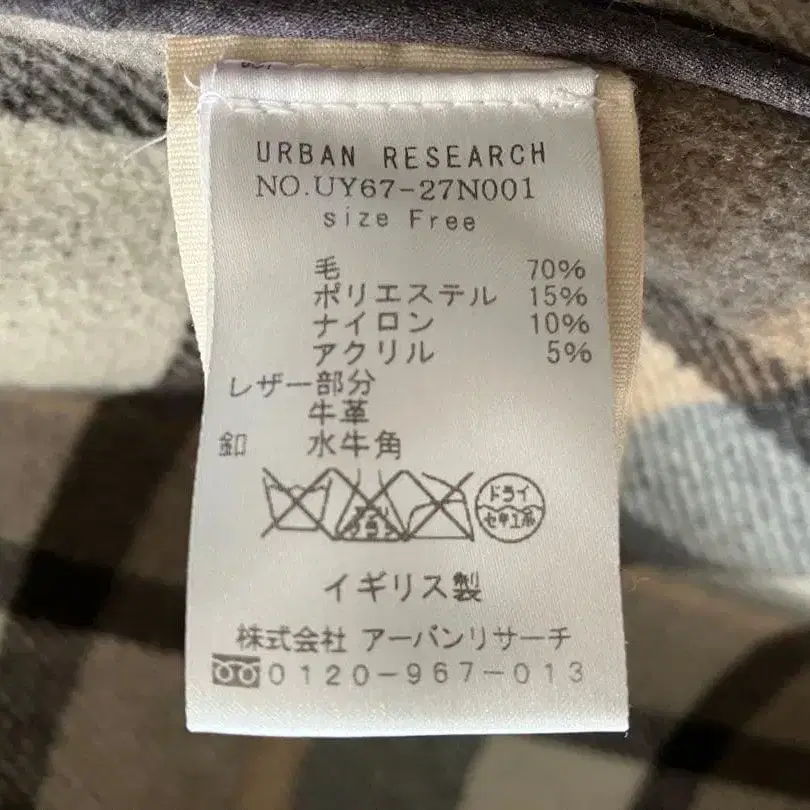 URBAN RESEARCH
NO.UY67-27N001
size Free
毛 70%
ポリエステル 15%
ナイロン 10%
アクリル 5%
レザー部分
牛革
釦 水牛角
ドライ
セキユ系
イギリス製
株式会社 アーバンリサーチ
0120-967-013